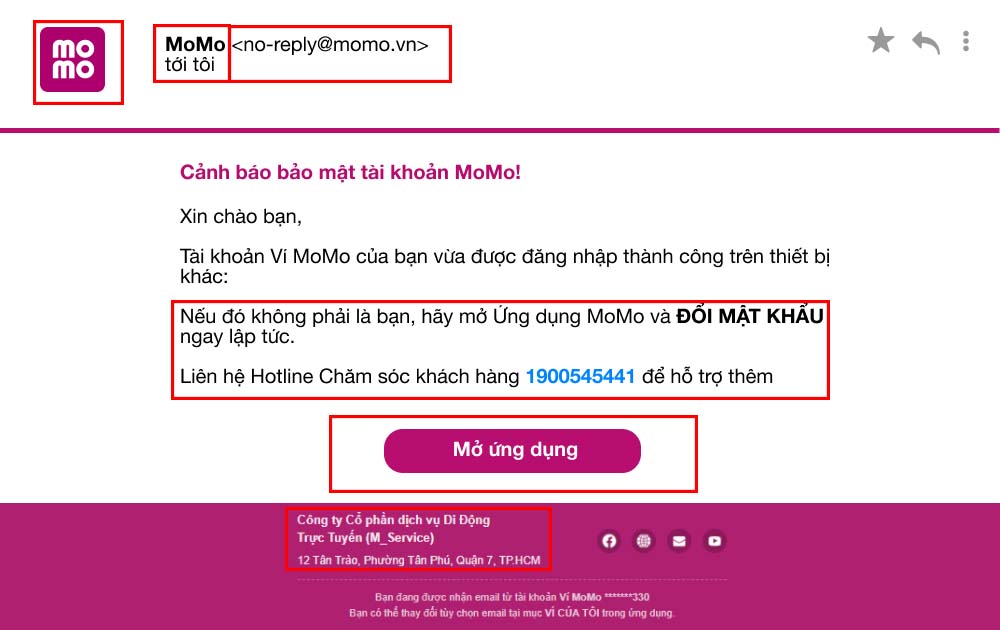 mo
mo
MoMo <no-reply@momo.vn>
tới tôi
Cảnh báo bảo mật tài khoản MoMo!
Xin chào bạn,
Tài khoản Ví MoMo của bạn vừa được đăng nhập thành công trên thiết bị
khác:
Nếu đó không phải là bạn, hãy mở Ứng dụng MoMo và ĐỔI MẬT KHẨU
ngay lập tức.
Liên hệ Hotline Chăm sóc khách hàng 1900545441 để hỗ trợ thêm
Mở ứng dụng
Công ty Cổ phần dịch vụ Di Động
Trực Tuyến (M_Service)
12 Tân Trào, Phường Tân Phú, Quận 7, TP.HCM
Bạn đang được nhận email từ tài khoản Ví MoMo *******330
Bạn có thể thay đổi tùy chọn email tại mục VÍ CỦA TÔI trong ứng dụng.